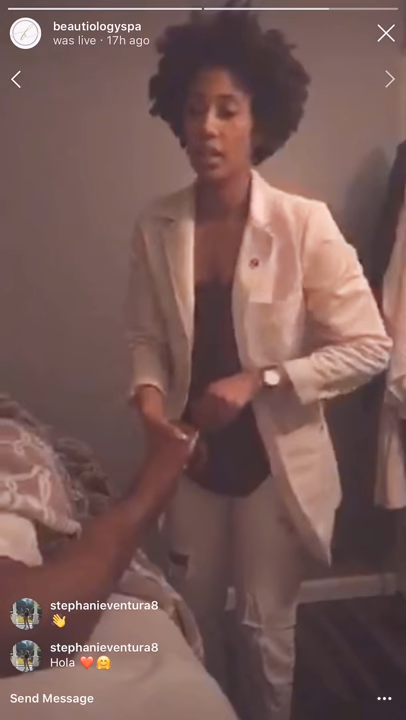 beautiologyspa
was live · 17h ago
stephanieventura8
👋
stephanieventura8
Hola ❤️🤗
Send Message